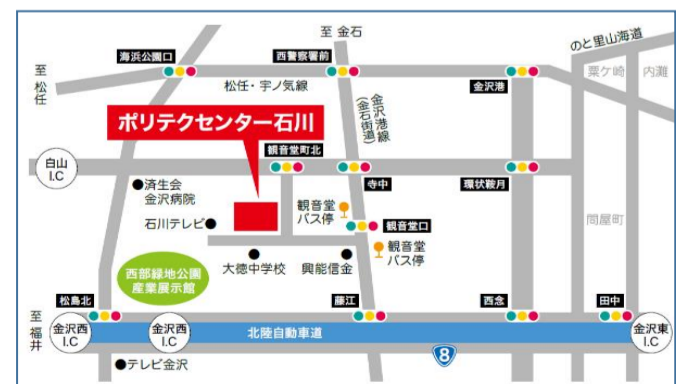 至 金石
のと里山海道
海浜公園口
西警察署前
至
松任
松任・宇ノ気線
金沢港線
(金石街道)
金沢港
粟ケ崎
内灘
ポリテクセンター石川
白山
I.C
観音堂町北
寺中
環状鞍月
済生会
金沢病院
石川テレビ
観音堂
バス停
観音堂口
問屋町
大徳中学校
興能信金
観音堂
バス停
西部緑地公園
産業展示館
松島北
藤江
西念
田中
至
福井
金沢西
I.C
金沢西
I.C
北陸自動車道
金沢東
I.C
8
テレビ金沢